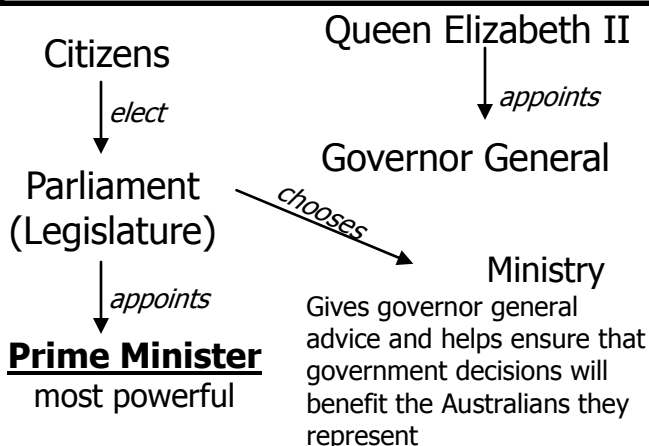 Citizens
elect
Parliament
(Legislature)
appoints
Prime Minister
most powerful
Queen Elizabeth II
appoints
Governor General
chooses
Ministry
Gives governor general
advice and helps ensure that
government decisions will
benefit the Australians they
represent